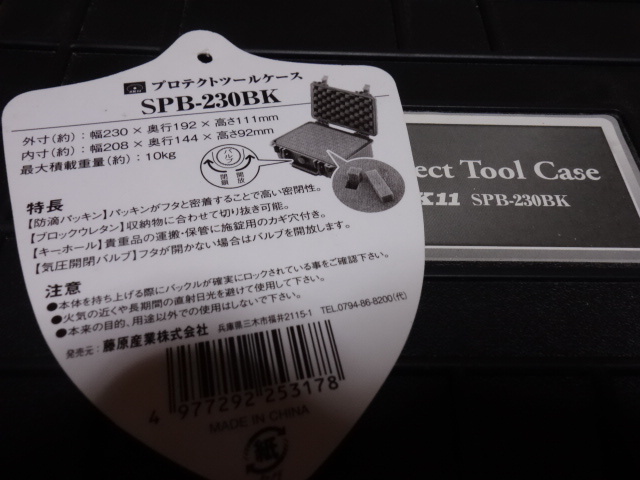 プロテクトツールケース
SPB-230BK
外寸(約):幅230×奥行192×高さ111mm
内寸(約):幅208×奥行144×高さ92mm
最大積載重量(約):10kg
バルブ
閉鎖 開放
特長
【防滴パッキン】パッキンがフタと密着することで高い密閉性。
【ブロックウレタン】収納物に合わせて切り抜き可能。
【キーホール】貴重品の運搬・保管に施錠用のカギ穴付き。
【気圧開閉バルブ】フタが開かない場合はバルブを開放します。
注意
●本体を持ち上げる際にバックルが確実にロックされている事をご確認下さい。
●火気の近くや長期間の直射日光を避けて使用して下さい。
●本来の目的、用途以外での使用はしないで下さい。
発売元:藤原産業株式会社 兵庫県三木市福井2115-1 TEL.0794-86-8200(代)
4 977292 253178
MADE IN CHINA
紙
ect Tool Case
SK11 SPB-230BK